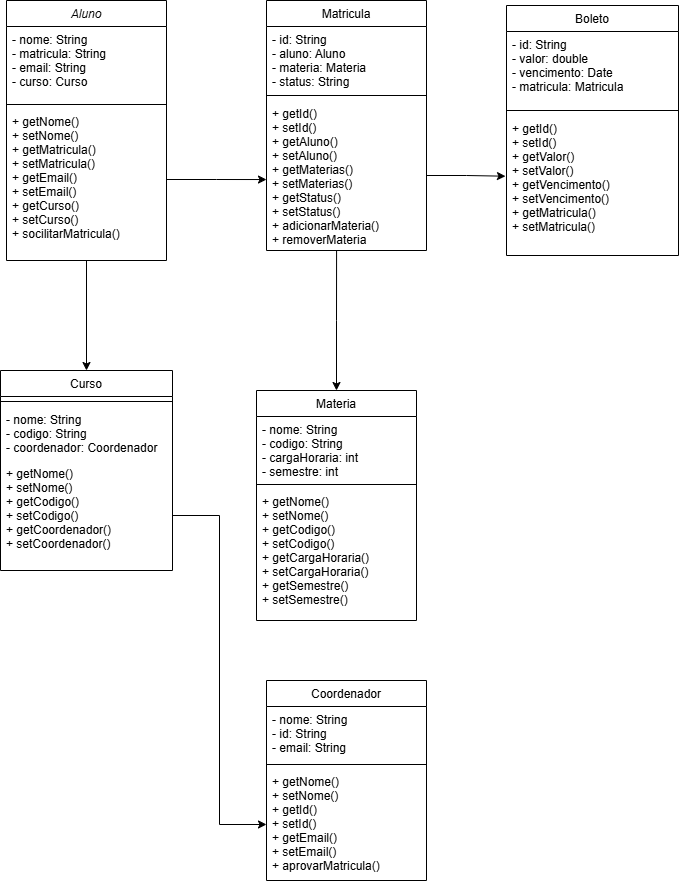 Aluno
- nome: String
- matricula: String
- email: String
- curso: Curso
+ getNome()
+ setNome()
+ getMatricula()
+ setMatricula()
+ getEmail()
+ setEmail()
+ getCurso()
+ setCurso()
+ socilitarMatricula()
Matricula
- id: String
- aluno: Aluno
- materia: Materia
- status: String
+ getId()
+ setId()
+ getAluno()
+ setAluno()
+ getMaterias()
+ setMaterias()
+ getStatus()
+ setStatus()
+ adicionarMateria()
+ removerMateria
Boleto
- id: String
- valor: double
- vencimento: Date
- matricula: Matricula
+ getId()
+ setId()
+ getValor()
+ setValor()
+ getVencimento()
+ setVencimento()
+ getMatricula()
+ setMatricula()
Curso
- nome: String
- codigo: String
- coordenador: Coordenador
+ getNome()
+ setNome()
+ getCodigo()
+ setCodigo()
+ getCoordenador()
+ setCoordenador()
Materia
- nome: String
- codigo: String
- cargaHoraria: int
- semestre: int
+ getNome()
+ setNome()
+ getCodigo()
+ setCodigo()
+ getCargaHoraria()
+ setCargaHoraria()
+ getSemestre()
+ setSemestre()
Coordenador
- nome: String
- id: String
- email: String
+ getNome()
+ setNome()
+ getId()
+ setId()
+ getEmail()
+ setEmail()
+ aprovarMatricula()